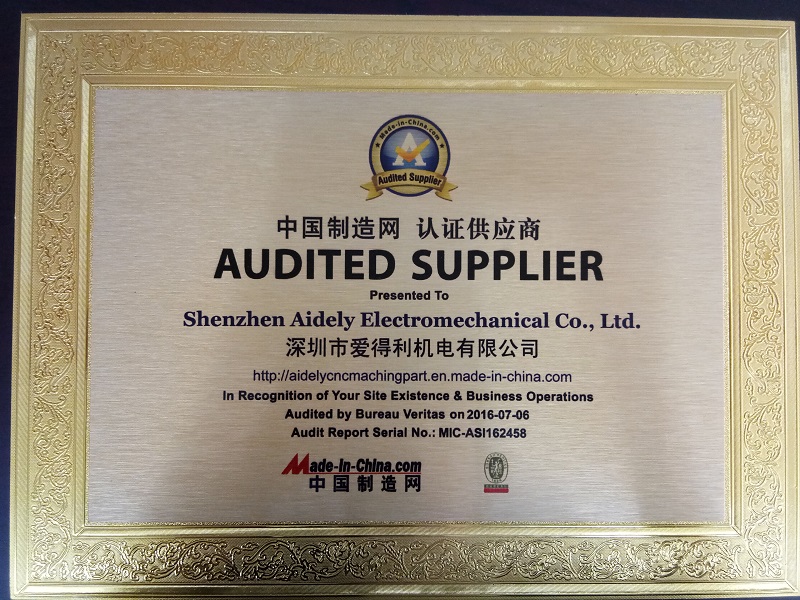 Made-in-China.com
Audited Supplier
中国制造网 认证供应商
AUDITED SUPPLIER
Presented To
Shenzhen Aidely Electromechanical Co., Ltd.
深圳市爱得利机电有限公司
http://aidelycncmachingpart.en.made-in-china.com
In Recognition of Your Site Existence & Business Operations
Audited by Bureau Veritas on 2016-07-06
Audit Report Serial No.: MIC-ASI162458
Made-in-China.com
中国制造网